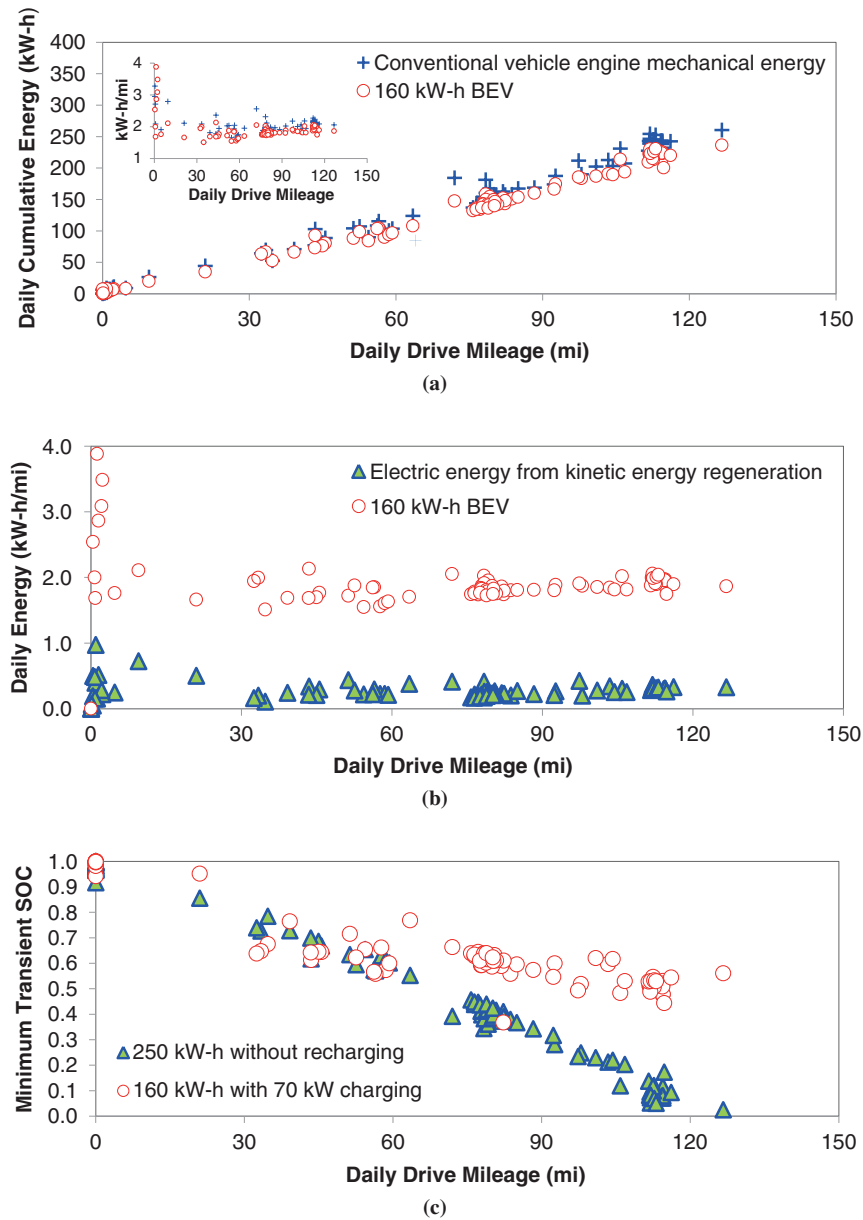 400
350
300
250
200
150
100
50
0
Daily Cumulative Energy (kW-h)
4
3
2
1
kW-h/mi
0 30 60 90 120 150
Daily Drive Mileage
Conventional vehicle engine mechanical energy
160 kW-h BEV
0 30 60 90 120 150
Daily Drive Mileage (mi)
(a)
4.0
3.0
2.0
1.0
0.0
Daily Energy (kW-h/mi)
Electric energy from kinetic energy regeneration
160 kW-h BEV
0 30 60 90 120 150
Daily Drive Mileage (mi)
(b)
1.0
0.9
0.8
0.7
0.6
0.5
0.4
0.3
0.2
0.1
0.0
Minimum Transient SOC
250 kW-h without recharging
160 kW-h with 70 kW charging
0 30 60 90 120 150
Daily Drive Mileage (mi)
(c)